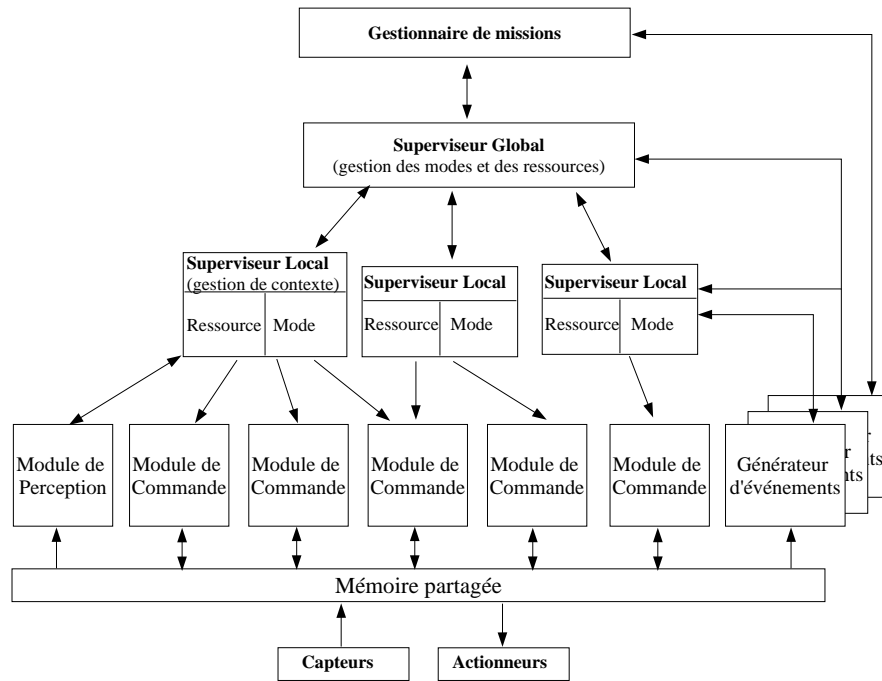 Gestionnaire de missions
Superviseur Global
(gestion des modes et des ressources)
Superviseur Local
(gestion de contexte)
Ressource
Mode
Superviseur Local
Ressource
Mode
Superviseur Local
Ressource
Mode
Module de
Perception
Module de
Commande
Module de
Commande
Module de
Commande
Module de
Commande
Module de
Commande
Générateur
d'événements
r
nts
r
nts
Mémoire partagée
Capteurs
Actionneurs